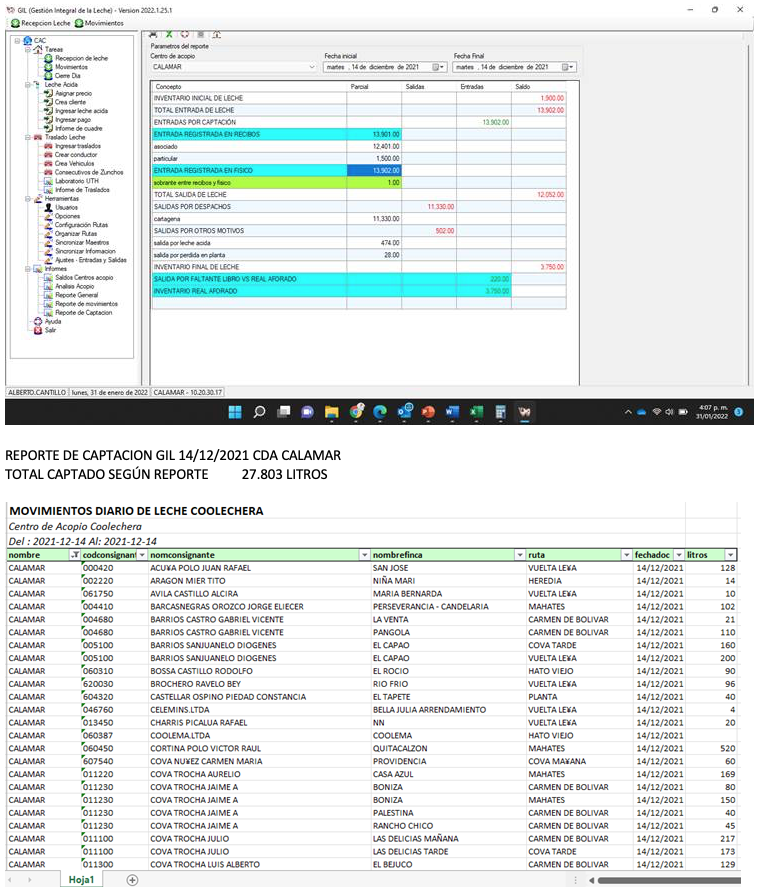 GIL (Gestión Integral de la Leche) - Version 2022.1.25.1
Recepcion Leche Movimientos
CAC
Tareas
Recepcion de leche
Movimientos
Cierre Dia
Leche Acida
Asignar precio
Crea cliente
Ingresar leche acida
Ingresar pago
Informe de cuadre
Traslado Leche
Ingresar traslados
Crear conductor
Crea Vehiculos
Consecutivos de Zunchos
Laboratorio UTH
Informe de Traslados
Herramientas
Usuarios
Opciones
Configuración Rutas
Organizar Rutas
Sincronizar Maestros
Sincronizar Informacion
Ajustes - Entradas y Salidas
Informes
Saldos Centros acopio
Analisis Acopio
Reporte General
Reporte de movimientos
Reporte de Captacion
Ayuda
Salir
Parametros del reporte
Centro de acopio Fecha inicial Fecha Final
CALAMAR martes , 14 de diciembre de 2021 martes , 14 de diciembre de 2021
Concepto Parcial Salidas Entradas Saldo
INVENTARIO INICIAL DE LECHE 1.900.00
TOTAL ENTRADA DE LECHE 13.902.00
ENTRADAS POR CAPTACIÓN 13.902.00
ENTRADA REGISTRADA EN RECIBOS 13,901.00
asociado 12,401.00
particular 1,500.00
ENTRADA REGISTRADA EN FISICO 13,902.00
sobrante entre recibos y fisico 1.00
TOTAL SALIDA DE LECHE 12,052.00
SALIDAS POR DESPACHOS 11.330.00
cartagena 11,330.00
SALIDAS POR OTROS MOTIVOS 502.00
salida por leche acida 474.00
salida por perdida en planta 28.00
INVENTARIO FINAL DE LECHE 3.750.00
SALIDA POR FALTANTE LIBRO VS REAL AFORADO 220.00
INVENTARIO REAL AFORADO 3.750.00
ALBERTO.CANTILLO lunes, 31 de enero de 2022 CALAMAR - 10.20.30.17
4:07 p. m.
31/01/2022
3
REPORTE DE CAPTACION GIL 14/12/2021 CDA CALAMAR
TOTAL CAPTADO SEGÚN REPORTE 27.803 LITROS
MOVIMIENTOS DIARIO DE LECHE COOLECHERA
Centro de Acopio Coolechera
Del : 2021-12-14 Al: 2021-12-14
nombre codconsignant nomconsignante nombrefinca ruta fechadoc litros
CALAMAR 000420 ACU¥A POLO JUAN RAFAEL SAN JOSE VUELTA LE¥A 14/12/2021 128
CALAMAR 002220 ARAGON MIER TITO NIÑA MARI HEREDIA 14/12/2021 14
CALAMAR 061750 AVILA CASTILLO ALCIRA MARIA BERNARDA VUELTA LE¥A 14/12/2021 10
CALAMAR 004410 BARCASNEGRAS OROZCO JORGE ELIECER PERSEVERANCIA - CANDELARIA MAHATES 14/12/2021 102
CALAMAR 004680 BARRIOS CASTRO GABRIEL VICENTE LA VENTA CARMEN DE BOLIVAR 14/12/2021 21
CALAMAR 004680 BARRIOS CASTRO GABRIEL VICENTE PANGOLA CARMEN DE BOLIVAR 14/12/2021 110
CALAMAR 005100 BARRIOS SANJUANELO DIOGENES EL CAPAO COVA TARDE 14/12/2021 160
CALAMAR 005100 BARRIOS SANJUANELO DIOGENES EL CAPAO VUELTA LE¥A 14/12/2021 200
CALAMAR 060310 BOSSA CASTILLO RODOLFO EL ROCIO HATO VIEJO 14/12/2021 90
CALAMAR 620030 BROCHERO RAVELO BEY RIO FRIO VUELTA LE¥A 14/12/2021 96
CALAMAR 604320 CASTELLAR OSPINO PIEDAD CONSTANCIA EL TAPETE PLANTA 14/12/2021 40
CALAMAR 046760 CELEMINS.LTDA BELLA JULIA ARRENDAMIENTO VUELTA LE¥A 14/12/2021 4
CALAMAR 013450 CHARRIS PICALUA RAFAEL NN VUELTA LE¥A 14/12/2021 20
CALAMAR 060387 COOLEMA.LTDA COOLEMA HATO VIEJO 14/12/2021
CALAMAR 060450 CORTINA POLO VICTOR RAUL QUITACALZON MAHATES 14/12/2021 520
CALAMAR 607540 COVA NU¥EZ CARMEN MARIA PROVIDENCIA COVA MA¥ANA 14/12/2021 60
CALAMAR 011220 COVA TROCHA AURELIO CASA AZUL MAHATES 14/12/2021 169
CALAMAR 011230 COVA TROCHA JAIME A BONIZA CARMEN DE BOLIVAR 14/12/2021 80
CALAMAR 011230 COVA TROCHA JAIME A BONIZA MAHATES 14/12/2021 150
CALAMAR 011230 COVA TROCHA JAIME A PALESTINA CARMEN DE BOLIVAR 14/12/2021 40
CALAMAR 011230 COVA TROCHA JAIME A RANCHO CHICO CARMEN DE BOLIVAR 14/12/2021 45
CALAMAR 011100 COVA TROCHA JULIO LAS DELICIAS MAÑANA CARMEN DE BOLIVAR 14/12/2021 217
CALAMAR 011100 COVA TROCHA JULIO LAS DELICIAS TARDE COVA TARDE 14/12/2021 173
CALAMAR 011300 COVA TROCHA LUIS ALBERTO EL BEJUCO CARMEN DE BOLIVAR 14/12/2021 129
Hoja1